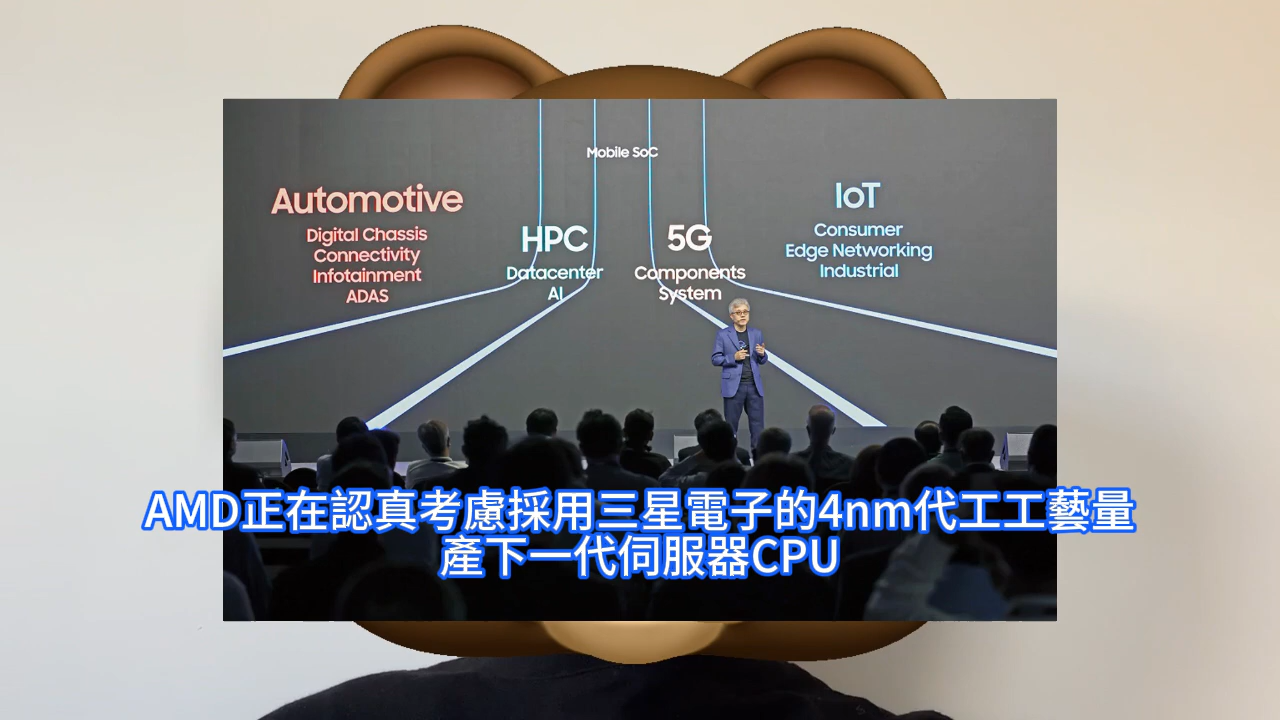 Mobile SoC
Automotive
Digital Chassis
Connectivity
Infotainment
ADAS
HPC
Datacenter
AI
5G
Components
System
IoT
Consumer
Edge Networking
Industrial
AMD正在認真考慮採用三星電子的4nm代工工藝量
產下一代伺服器CPU